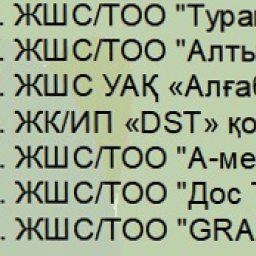 . ЖШС/ТОО "Тура
. ЖШС/ТОО "Алты
. ЖШС УАҚ «Алғаб
. ЖК/ИП «DST» қо
. ЖШС/ТОО "А-ме
. ЖШС/ТОО "Дос
. ЖШС/ТОО "GRA